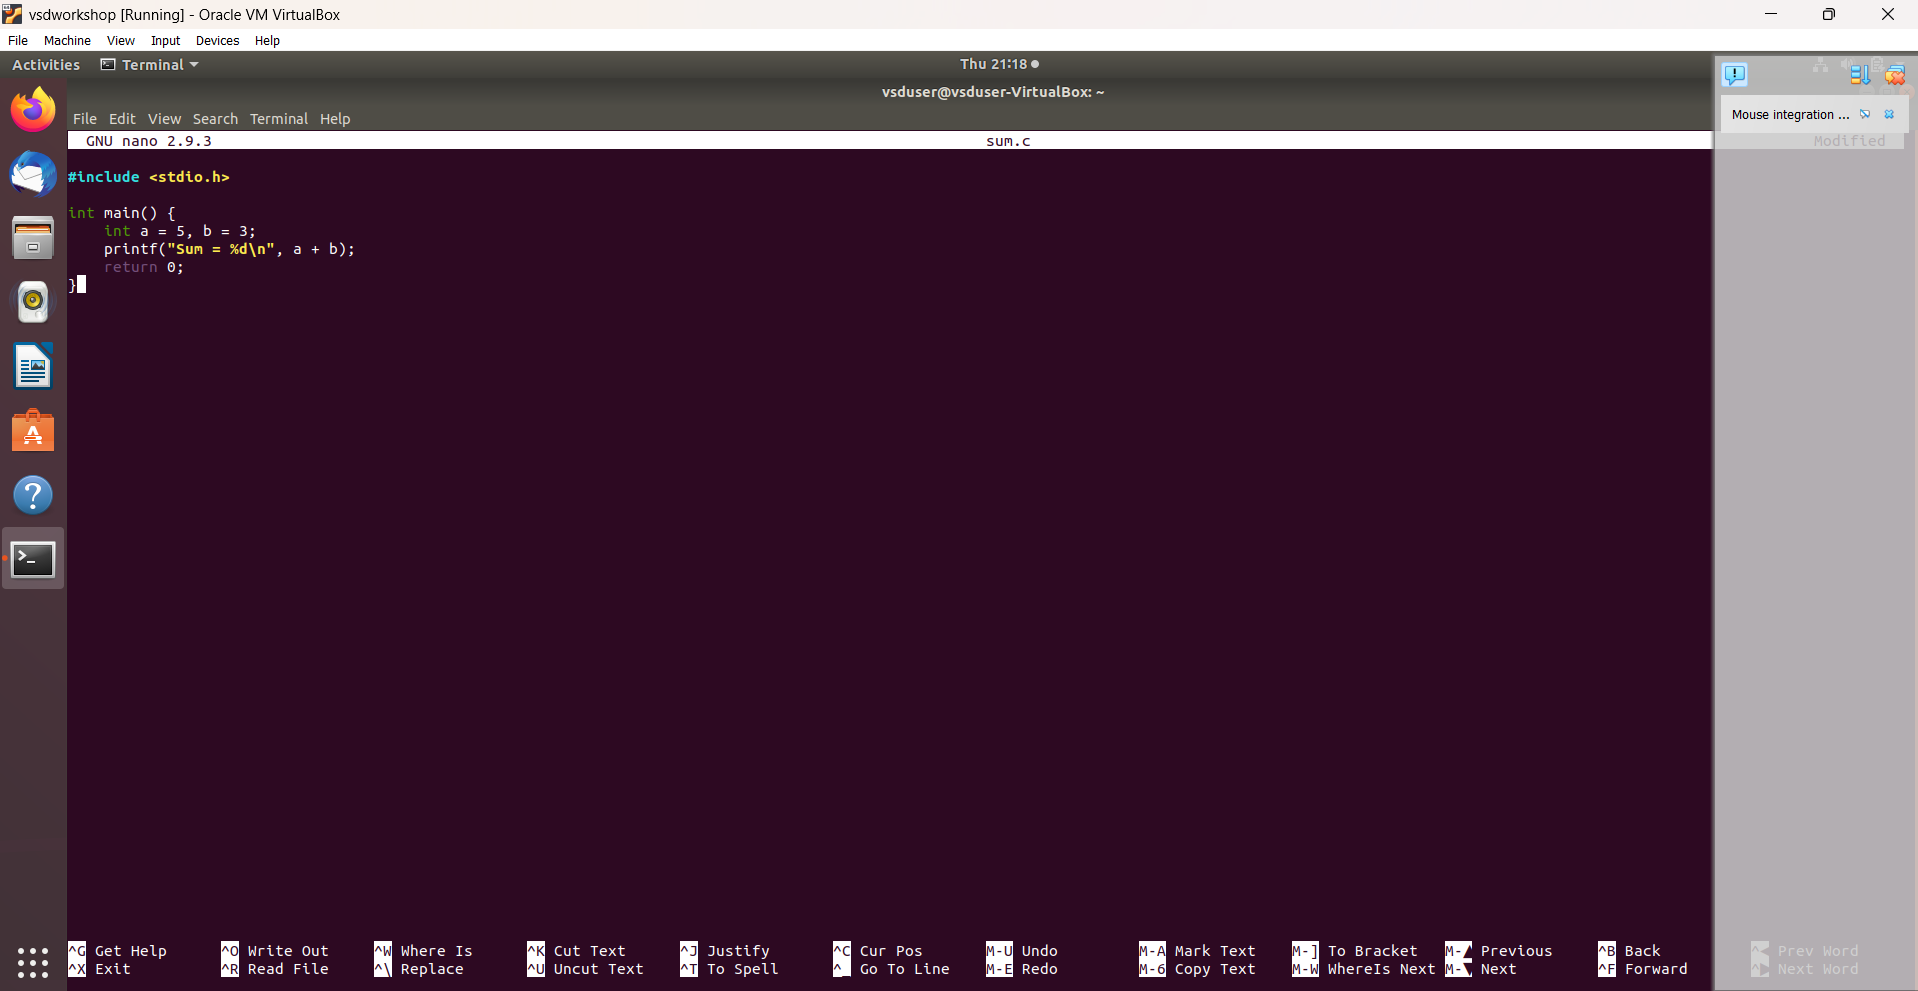 vsdworkshop [Running] - Oracle VM VirtualBox
File Machine View Input Devices Help
Activities Terminal Thu 21:18
vsduser@vsduser-VirtualBox: ~
File Edit View Search Terminal Help
Mouse integration ...
GNU nano 2.9.3 sum.c Modified
#include <stdio.h>
int main() {
    int a = 5, b = 3;
    printf("Sum = %d\n", a + b);
    return 0;
}
^G Get Help ^O Write Out ^W Where Is ^K Cut Text ^J Justify ^C Cur Pos M-U Undo M-A Mark Text M-] To Bracket M-▲ Previous ^B Back ^◀ Prev Word
^X Exit ^R Read File ^\ Replace ^U Uncut Text ^T To Spell ^_ Go To Line M-E Redo M-6 Copy Text M-W WhereIs Next M-▼ Next ^F Forward ^▶ Next Word